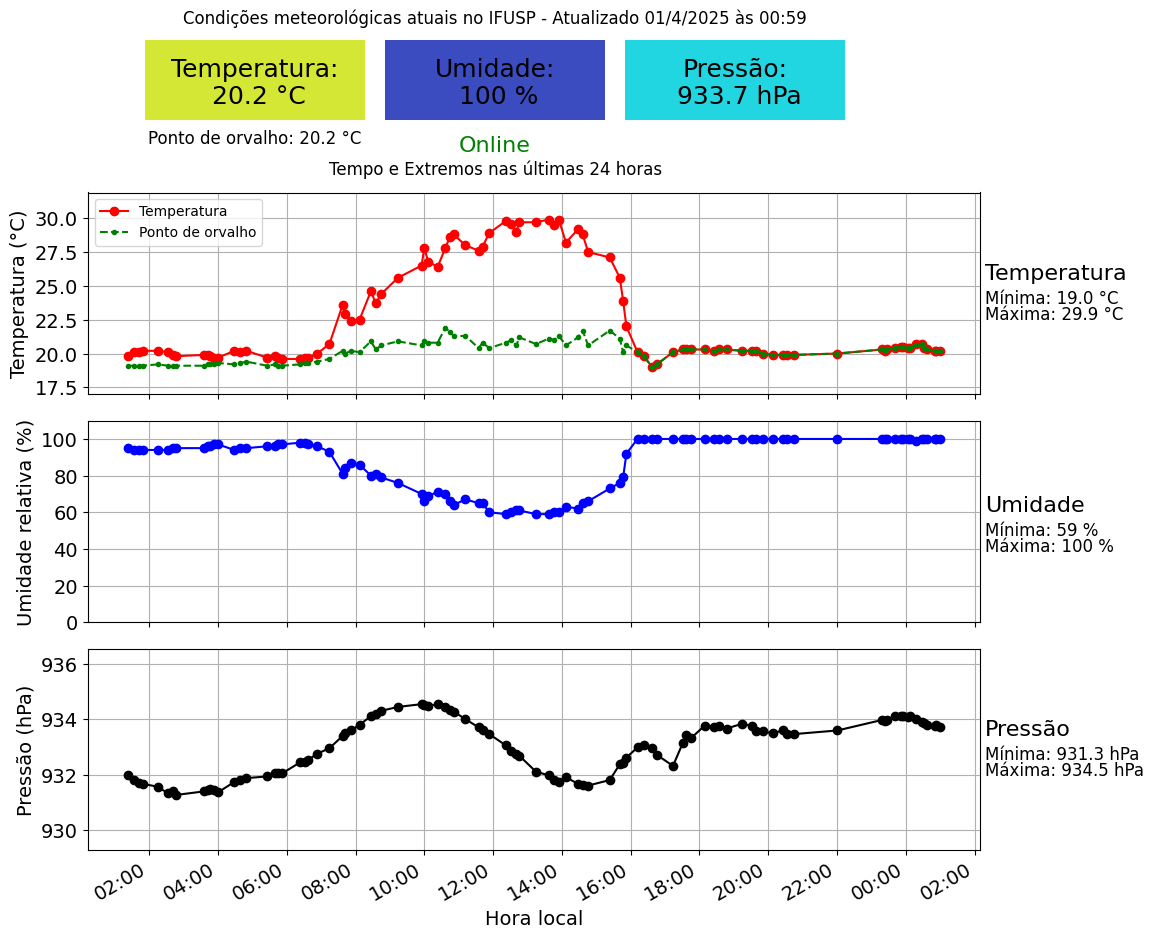 Condições meteorológicas atuais no IFUSP - Atualizado 01/4/2025 às 00:59
Temperatura:
20.2 °C
Umidade:
100 %
Pressão:
933.7 hPa
Ponto de orvalho: 20.2 °C
Online
Tempo e Extremos nas últimas 24 horas
Temperatura (°C)
30.0
27.5
25.0
22.5
20.0
17.5
Temperatura
Ponto de orvalho
Temperatura
Mínima: 19.0 °C
Máxima: 29.9 °C
Umidade relativa (%)
100
80
60
40
20
0
Umidade
Mínima: 59 %
Máxima: 100 %
Pressão (hPa)
936
934
932
930
Pressão
Mínima: 931.3 hPa
Máxima: 934.5 hPa
02:00 04:00 06:00 08:00 10:00 12:00 14:00 16:00 18:00 20:00 22:00 00:00 02:00
Hora local